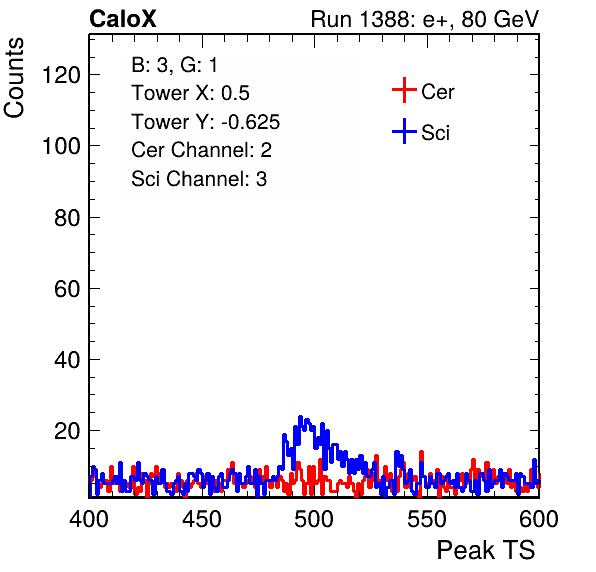 CaloX
Run 1388: e+, 80 GeV
Counts
B: 3, G: 1
Tower X: 0.5
Tower Y: -0.625
Cer Channel: 2
Sci Channel: 3
Cer
Sci
120
100
80
60
40
20
400
450
500
550
600
Peak TS